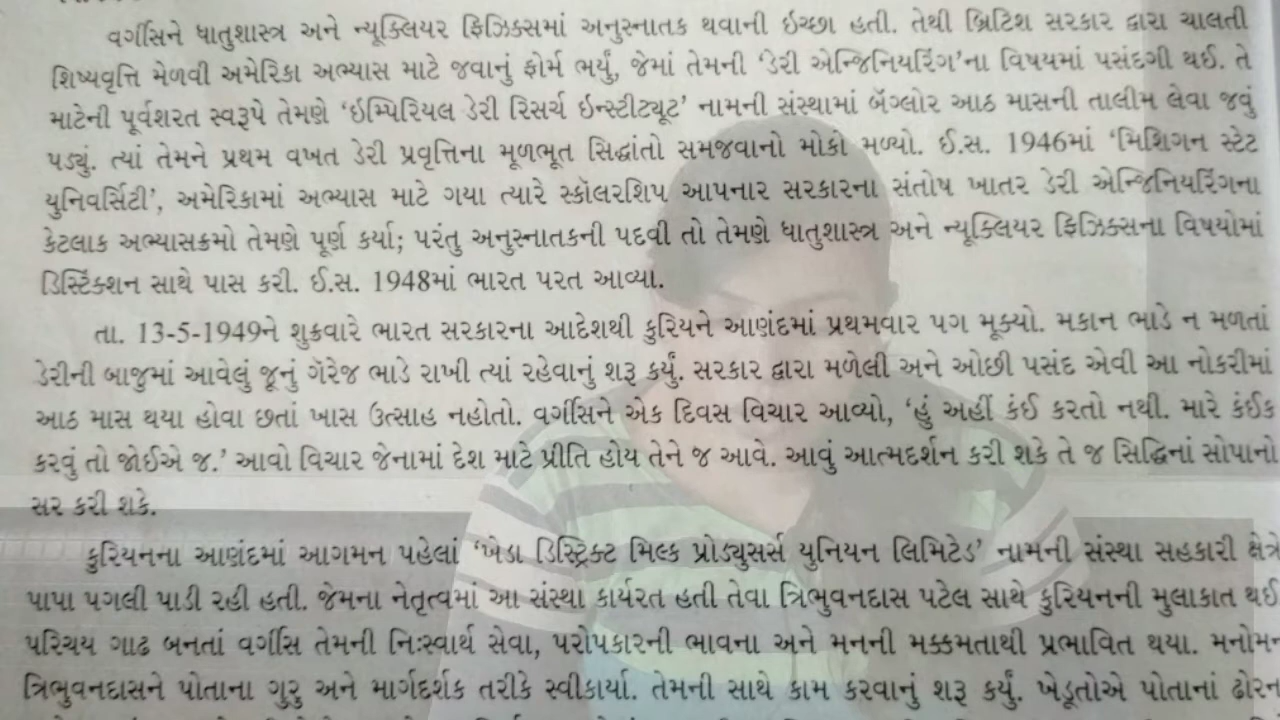 વર્ગીસને ધાતુશાસ્ત્ર અને ન્યૂક્લિયર ફિઝિક્સમાં અનુસ્નાતક થવાની ઇચ્છા હતી. તેથી બ્રિટિશ સરકાર દ્વારા ચાલતી
શિષ્યવૃત્તિ મેળવી અમેરિકા અભ્યાસ માટે જવાનું ફોર્મ ભર્યું, જેમાં તેમની ‘ડેરી એન્જિનિયરિંગ’ના વિષયમાં પસંદગી થઈ. તે
માટેની પૂર્વશરત સ્વરૂપે તેમણે ‘ઇમ્પિરિયલ ડેરી રિસર્ચ ઇન્સ્ટીટ્યૂટ’ નામની સંસ્થામાં બૅંગ્લોર આઠ માસની તાલીમ લેવા જવું
પડ્યું. ત્યાં તેમને પ્રથમ વખત ડેરી પ્રવૃત્તિના મૂળભૂત સિદ્ધાંતો સમજવાનો મોકો મળ્યો. ઈ.સ. 1946માં ‘મિશિગન સ્ટેટ
યુનિવર્સિટી’, અમેરિકામાં અભ્યાસ માટે ગયા ત્યારે સ્કૉલરશિપ આપનાર સરકારના સંતોષ ખાતર ડેરી એન્જિનિયરિંગના
કેટલાક અભ્યાસક્રમો તેમણે પૂર્ણ કર્યા; પરંતુ અનુસ્નાતકની પદવી તો તેમણે ધાતુશાસ્ત્ર અને ન્યૂક્લિયર ફિઝિક્સના વિષયોમાં
ડિસ્ટિંક્શન સાથે પાસ કરી. ઈ.સ. 1948માં ભારત પરત આવ્યા.
તા. 13-5-1949ને શુક્રવારે ભારત સરકારના આદેશથી કુરિયને આણંદમાં પ્રથમવાર પગ મૂક્યો. મકાન ભાડે ન મળતાં
ડેરીની બાજુમાં આવેલું જૂનું ગૅરેજ ભાડે રાખી ત્યાં રહેવાનું શરૂ કર્યું. સરકાર દ્વારા મળેલી અને ઓછી પસંદ એવી આ નોકરીમાં
આઠ માસ થયા હોવા છતાં ખાસ ઉત્સાહ નહોતો. વર્ગીસને એક દિવસ વિચાર આવ્યો, ‘હું અહીં કંઈ કરતો નથી. મારે કંઈક
કરવું તો જોઈએ જ.’ આવો વિચાર જેનામાં દેશ માટે પ્રીતિ હોય તેને જ આવે. આવું આત્મદર્શન કરી શકે તે જ સિદ્ધિનાં સોપાનો
સર કરી શકે.
કુરિયનના આણંદમાં આગમન પહેલાં ‘ખેડા ડિસ્ટ્રિક્ટ મિલ્ક પ્રોડ્યુસર્સ યુનિયન લિમિટેડ’ નામની સંસ્થા સહકારી ક્ષેત્રે
પાપા પગલી પાડી રહી હતી. જેમના નેતૃત્વમાં આ સંસ્થા કાર્યરત હતી તેવા ત્રિભુવનદાસ પટેલ સાથે કુરિયનની મુલાકાત થઈ
પરિચય ગાઢ બનતાં વર્ગીસ તેમની નિઃસ્વાર્થ સેવા, પરોપકારની ભાવના અને મનની મક્કમતાથી પ્રભાવિત થયા.
ત્રિભુવનદાસને પોતાના ગુરુ અને માર્ગદર્શક તરીકે સ્વીકાર્યા. તેમની સાથે કામ કરવાનું શરૂ કર્યું. ખેડૂતોએ પોતાનાં